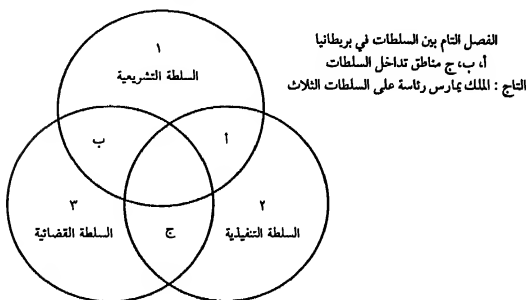 الفصل التام بين السلطات في بريطانيا
أ، ب، ج مناطق تداخل السلطات
التاج : الملك يمارس رئاسة على السلطات الثلاث
١
السلطة التشريعية
ب
أ
٣
السلطة القضائية
ج
٢
السلطة التنفيذية